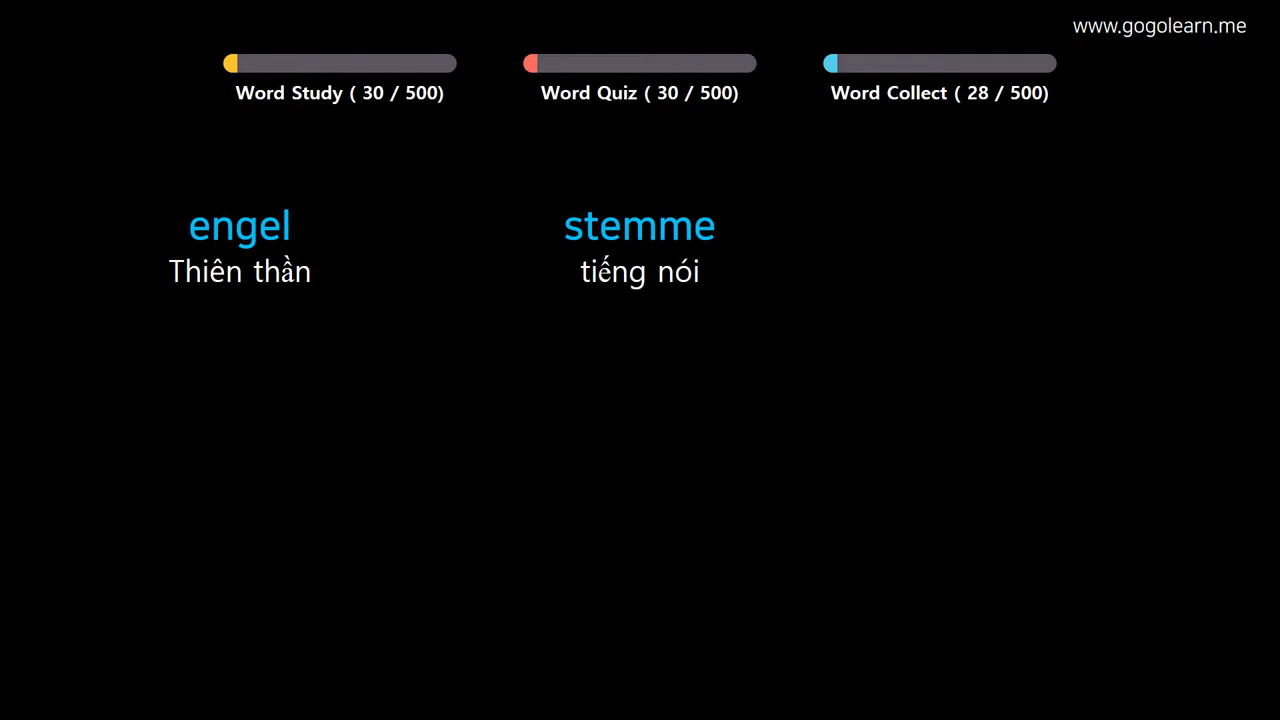 www.gogolearn.me
Word Study ( 30 / 500)
Word Quiz ( 30 / 500)
Word Collect ( 28 / 500)
engel
Thiên thần
stemme
tiếng nói